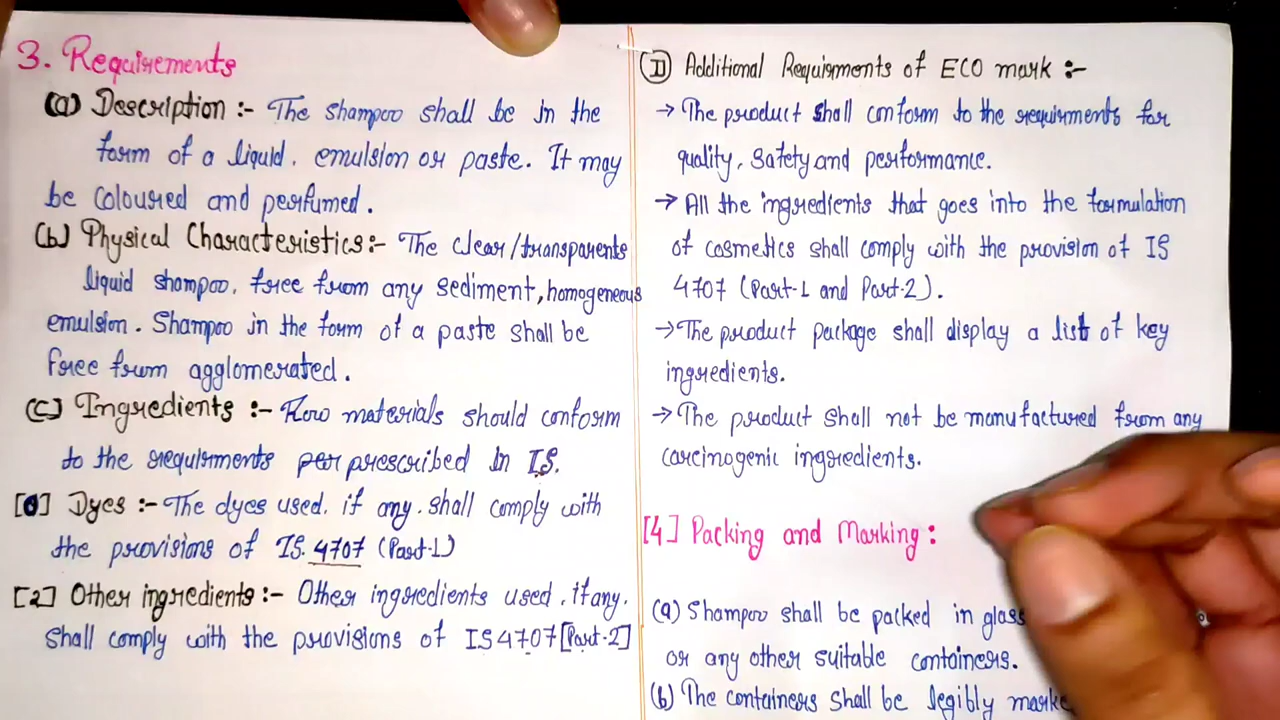 3. Requirements
(a) Description :- The shampoo shall be in the
form of a liquid, emulsion or paste. It may
be coloured and perfumed.
(b) Physical Characteristics :- The clear/transparents
liquid shampoo, free from any sediment, homogeneous
emulsion. Shampoo in the form of a paste shall be
free from agglomerated.
(C) Ingredients :- Row materials should conform
to the requirments per prescribed in IS.
Dyes :- The dyes used, if any, shall comply with
the provisions of IS. 4707 (Part-1)
[2] Other ingredients :- Other ingredients used, if any,
shall comply with the provisions of IS 4707 [Part-2]
(D) Additional Requirments of ECO mark :-
→ The product shall conform to the requirments for
quality, safety and performance.
→ All the ingredients that goes into the formulation
of cosmetics shall comply with the provision of IS
4707 (Part-1 and Part-2).
→ The product package shall display a list of key
ingredients.
→ The product shall not be manufactured from any
carcinogenic ingredients.
[4] Packing and Marking :
(a) Shampoo shall be packed in glass
or any other suitable containers.
(b) The containers shall be legibly marke